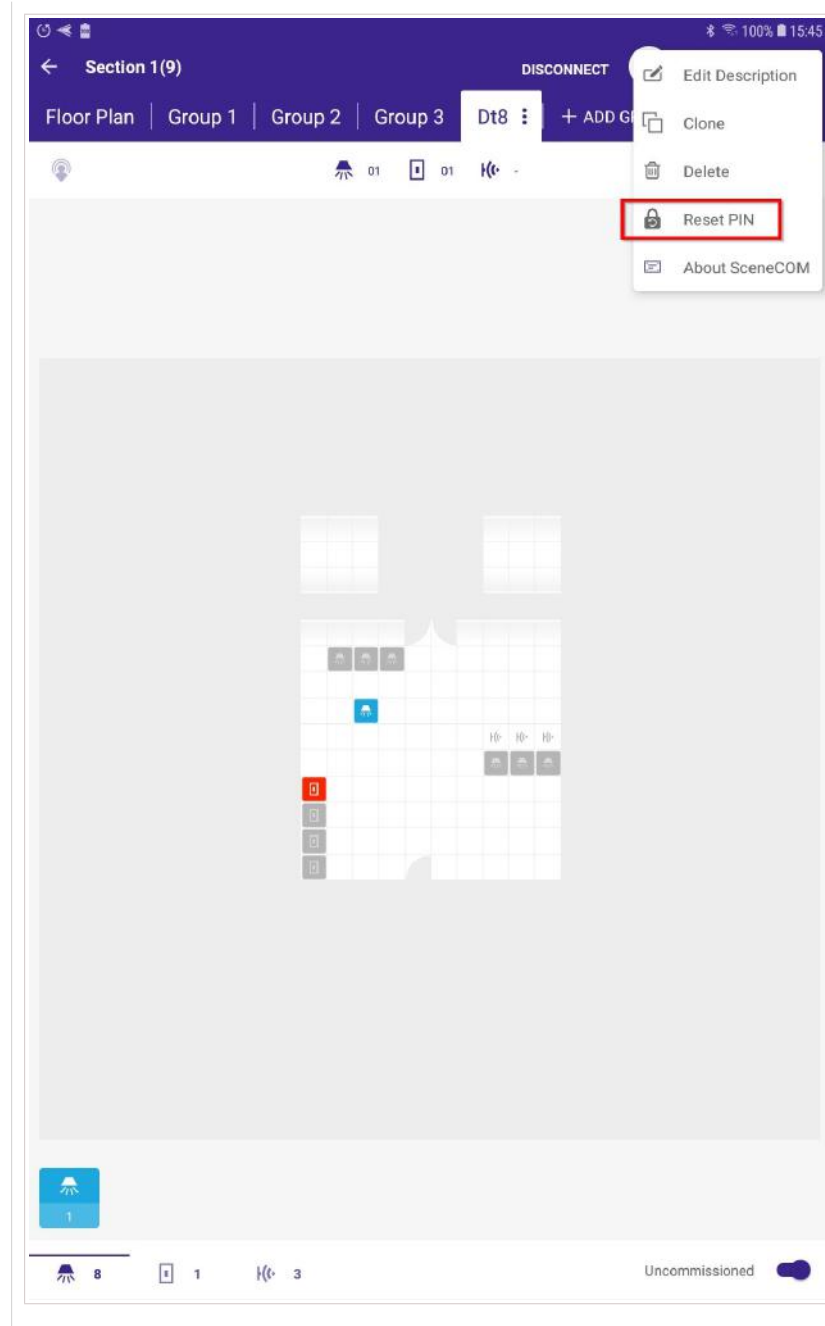 100% 15:45
Section 1(9)
DISCONNECT
Floor Plan
Group 1
Group 2
Group 3
Dt8
+ ADD G
Edit Description
Clone
Delete
Reset PIN
About SceneCOM
01
01
-
1
8
1
3
Uncommissioned